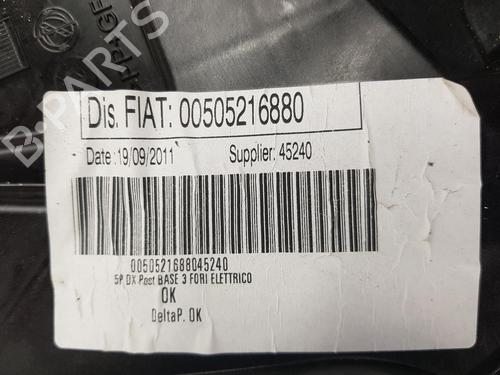 Dis. FIAT: 00505216880
Date :19/09/2011
Supplier: 45240
0050521688045240
5P DX Post BASE 3 FORI ELETTRICO
OK
DeltaP. OK
B-PARTS